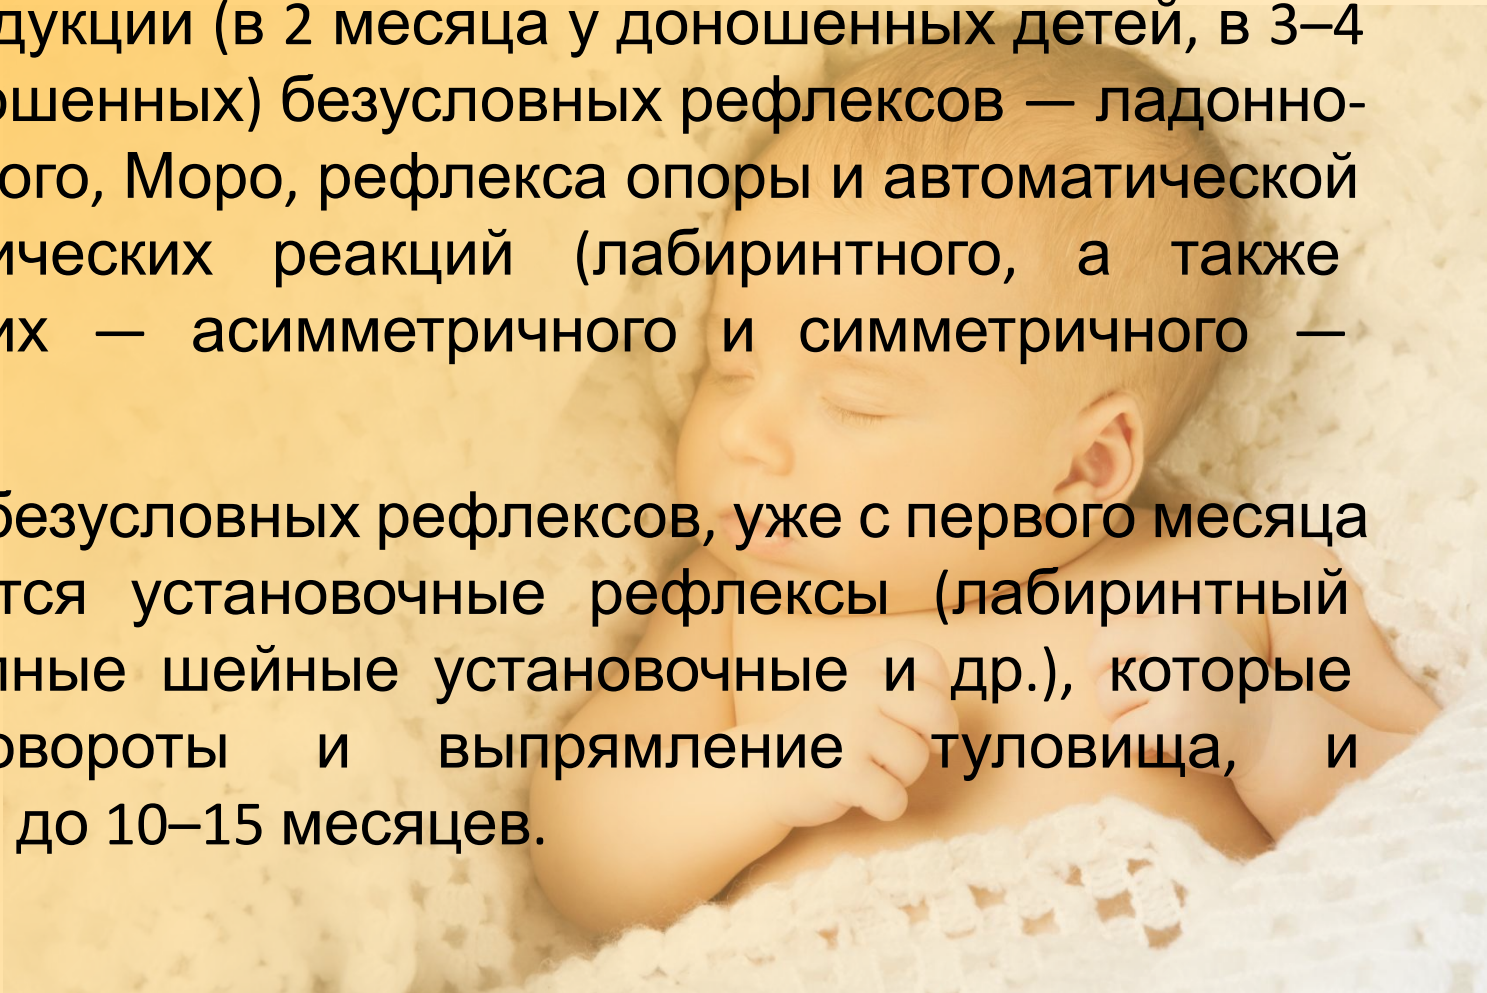 дукции (в 2 месяца у доношенных детей, в 3–4
ошенных) безусловных рефлексов — ладонно-
ого, Моро, рефлекса опоры и автоматической
ических реакций (лабиринтного, а также
их — асимметричного и симметричного —
безусловных рефлексов, уже с первого месяца
тся установочные рефлексы (лабиринтный
пные шейные установочные и др.), которые
овороты и выпрямление туловища, и
до 10–15 месяцев.